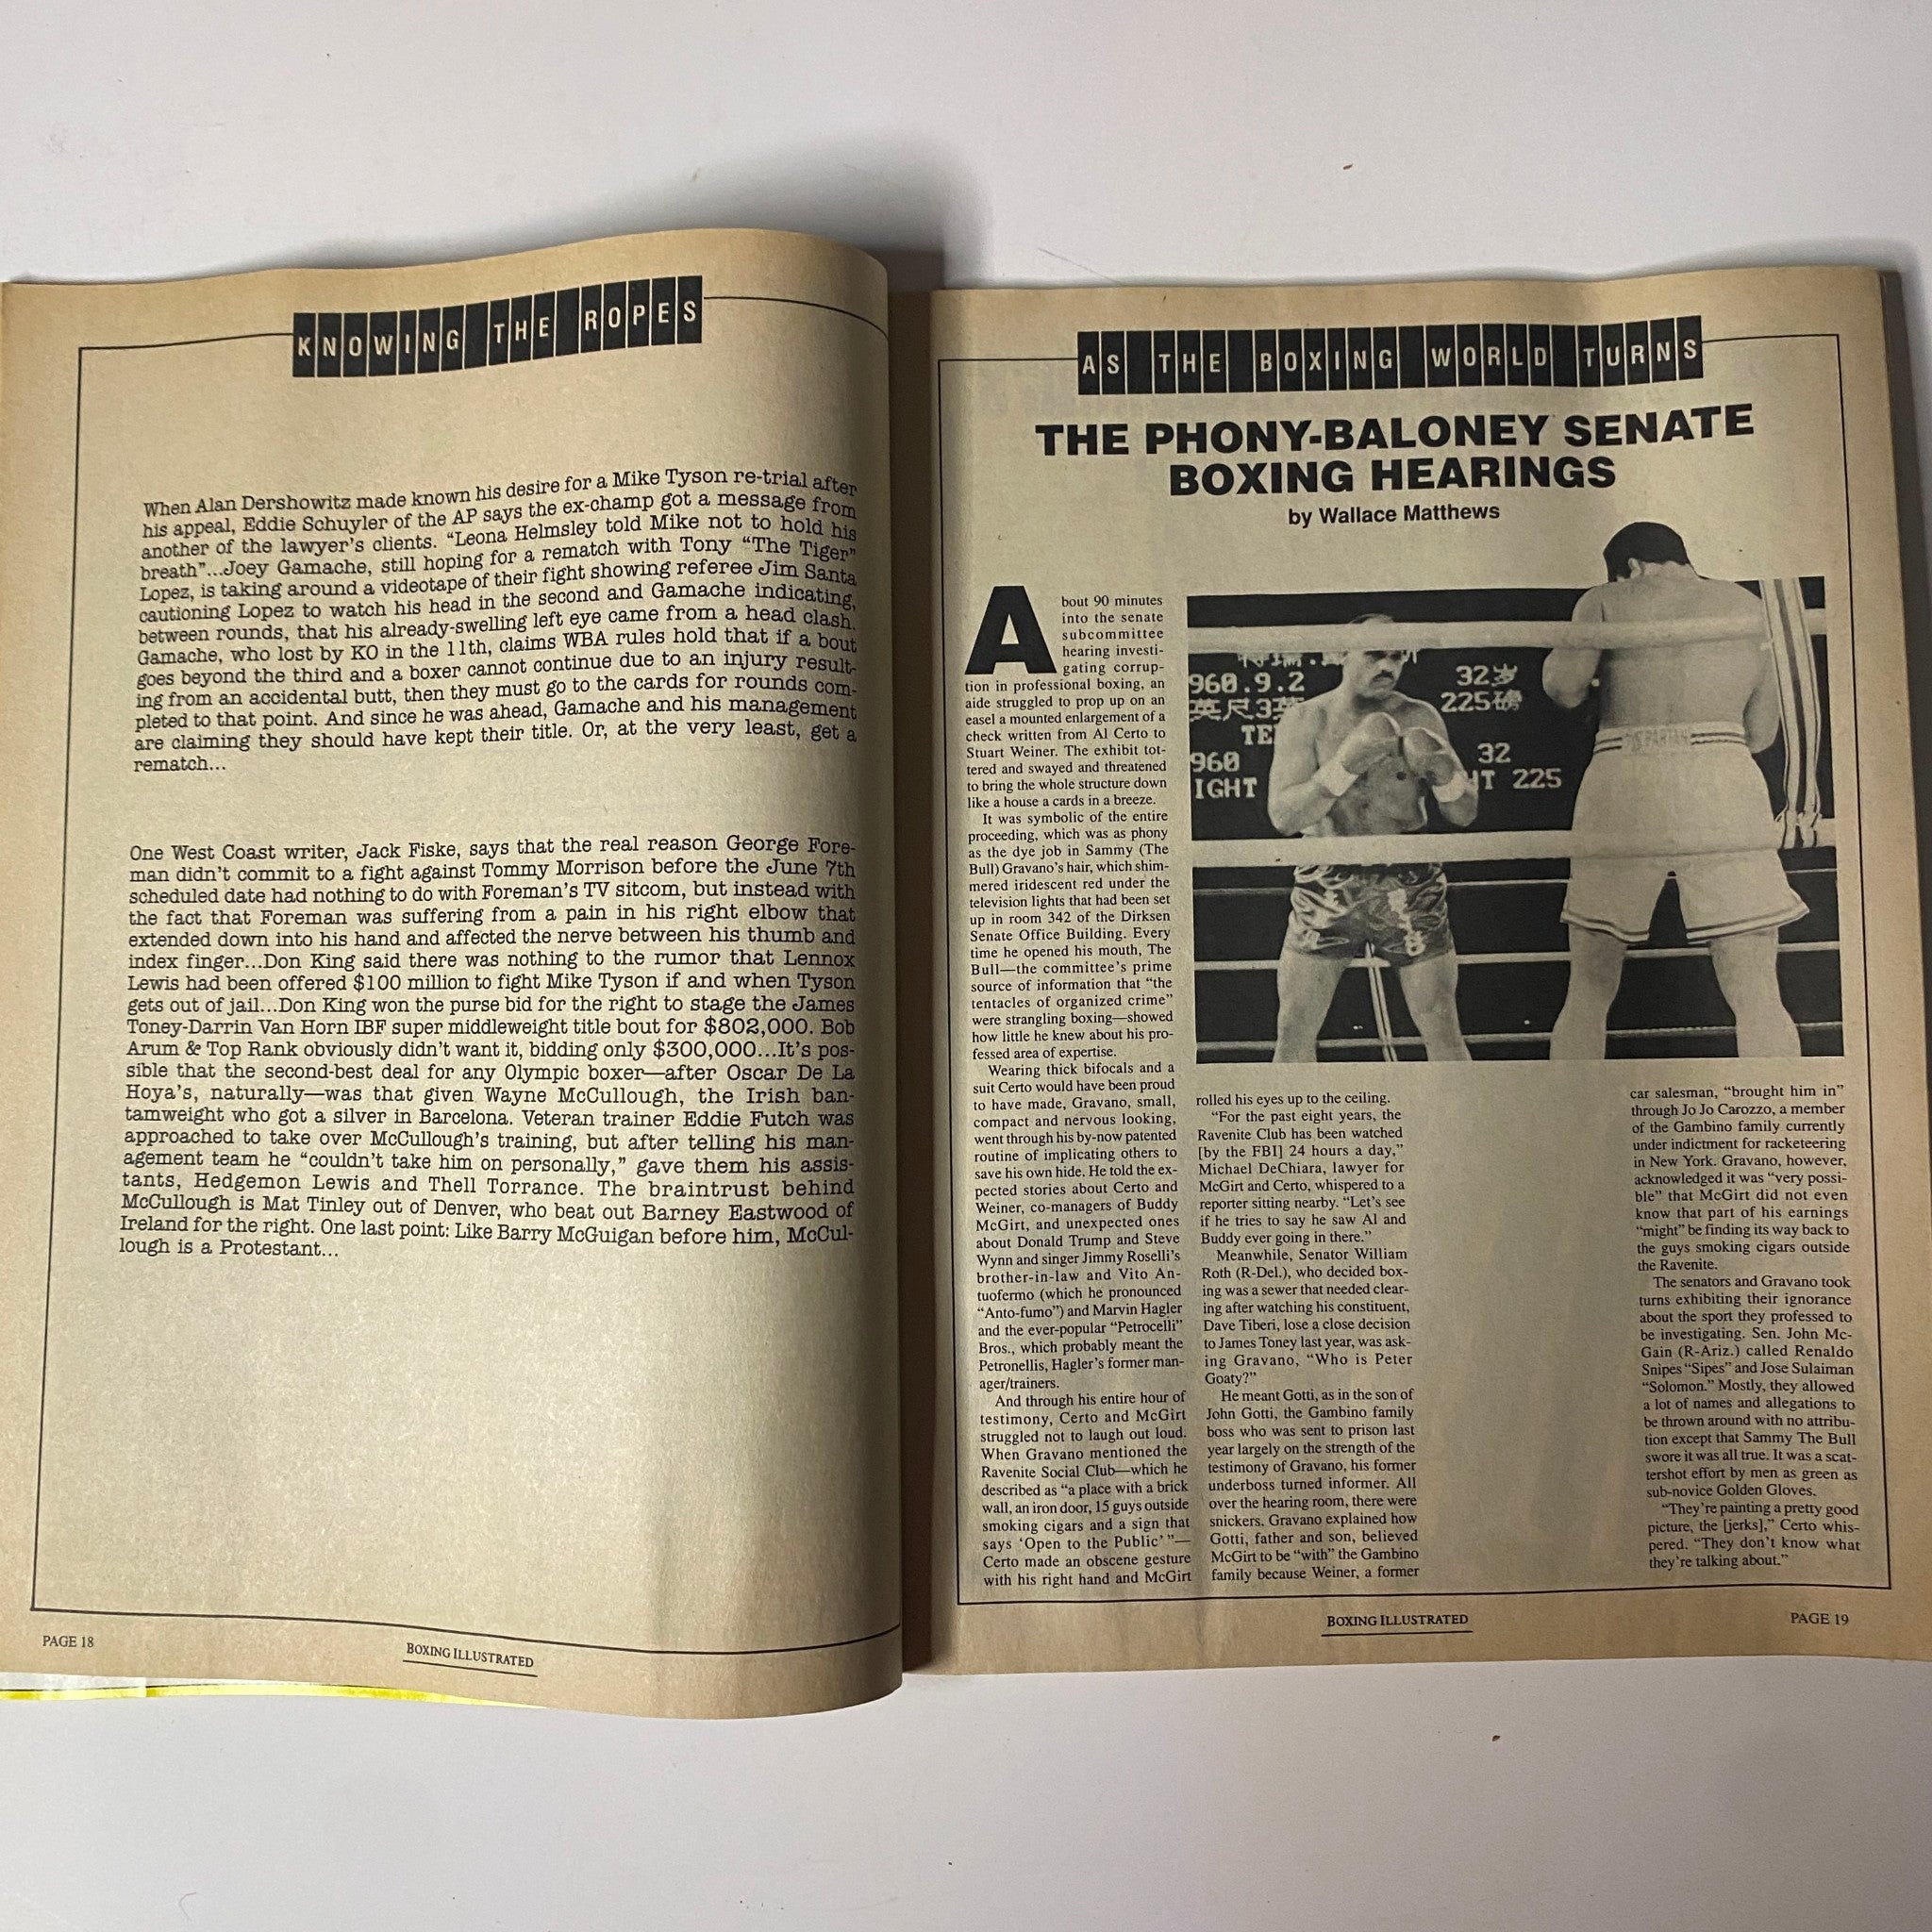 KNOWING THE ROPES
When Alan Dershowitz made known his desire for a Mike Tyson re-trial after
his appeal, Eddie Schuyler of the AP says the ex-champ got a message from
another of the lawyer's clients. “Leona Helmsley told Mike not to hold his
breath”...Joey Gamache, still hoping for a rematch with Tony “The Tiger”
Lopez, is taking around a videotape of their fight showing referee Jim Santa
cautioning Lopez to watch his head in the second and Gamache indicating,
between rounds, that his already-swelling left eye came from a head clash.
Gamache, who lost by KO in the 11th, claims WBA rules hold that if a bout
goes beyond the third and a boxer cannot continue due to an injury result-
ing from an accidental butt, then they must go to the cards for rounds com-
pleted to that point. And since he was ahead, Gamache and his management
are claiming they should have kept their title. Or, at the very least, get a
rematch...
One West Coast writer, Jack Fiske, says that the real reason George Fore-
man didn't commit to a fight against Tommy Morrison before the June 7th
scheduled date had nothing to do with Foreman's TV sitcom, but instead with
the fact that Foreman was suffering from a pain in his right elbow that
extended down into his hand and affected the nerve between his thumb and
index finger...Don King said there was nothing to the rumor that Lennox
Lewis had been offered $100 million to fight Mike Tyson if and when Tyson
gets out of jail...Don King won the purse bid for the right to stage the James
Toney-Darrin Van Horn IBF super middleweight title bout for $802,000. Bob
Arum & Top Rank obviously didn't want it, bidding only $300,000...It's pos-
sible that the second-best deal for any Olympic boxer—after Oscar De La
Hoya's, naturally—was that given Wayne McCullough, the Irish ban-
tamweight who got a silver in Barcelona. Veteran trainer Eddie Futch was
approached to take over McCullough's training, but after telling his man-
agement team he “couldn't take him on personally,” gave them his assis-
tants, Hedgemon Lewis and Thell Torrance. The braintrust behind
McCullough is Mat Tinley out of Denver, who beat out Barney Eastwood of
Ireland for the right. One last point: Like Barry McGuigan before him, McCul-
lough is a Protestant...
PAGE 18
BOXING ILLUSTRATED
AS THE BOXING WORLD TURNS
THE PHONY-BALONEY SENATE
BOXING HEARINGS
by Wallace Matthews
About 90 minutes
into the senate
subcommittee
hearing investi-
gating corrup-
tion in professional boxing, an
aide struggled to prop up on an
easel a mounted enlargement of a
check written from Al Certo to
Stuart Weiner. The exhibit tot-
tered and swayed and threatened
to bring the whole structure down
like a house a cards in a breeze.
It was symbolic of the entire
proceeding, which was as phony
as the dye job in Sammy (The
Bull) Gravano's hair, which shim-
mered iridescent red under the
television lights that had been set
up in room 342 of the Dirksen
Senate Office Building. Every
time he opened his mouth, The
Bull—the committee's prime
source of information that “the
tentacles of organized crime”
were strangling boxing—showed
how little he knew about his pro-
fessed area of expertise.
Wearing thick bifocals and a
suit Certo would have been proud
to have made, Gravano, small,
compact and nervous looking,
went through his by-now patented
routine of implicating others to
save his own hide. He told the ex-
pected stories about Certo and
Weiner, co-managers of Buddy
McGirt, and unexpected ones
about Donald Trump and Steve
Wynn and singer Jimmy Roselli's
brother-in-law and Vito An-
tuofermo (which he pronounced
“Anto-fumo”) and Marvin Hagler
and the ever-popular “Petrocelli”
Bros., which probably meant the
Petronellis, Hagler's former man-
ager/trainers.
And through his entire hour of
testimony, Certo and McGirt
struggled not to laugh out loud.
When Gravano mentioned the
Ravenite Social Club—which he
described as “a place with a brick
wall, an iron door, 15 guys outside
smoking cigars and a sign that
says ‘Open to the Public’ ”—
Certo made an obscene gesture
with his right hand and McGirt
960.9.2
32岁
英尺3英
225磅
TE
960
32
IGHT
HT 225
SPARTAN
rolled his eyes up to the ceiling.
“For the past eight years, the
Ravenite Club has been watched
[by the FBI] 24 hours a day,”
Michael DeChiara, lawyer for
McGirt and Certo, whispered to a
reporter sitting nearby. “Let's see
if he tries to say he saw Al and
Buddy ever going in there.”
Meanwhile, Senator William
Roth (R-Del.), who decided box-
ing was a sewer that needed clear-
ing after watching his constituent,
Dave Tiberi, lose a close decision
to James Toney last year, was ask-
ing Gravano, “Who is Peter
Goaty?”
He meant Gotti, as in the son of
John Gotti, the Gambino family
boss who was sent to prison last
year largely on the strength of the
testimony of Gravano, his former
underboss turned informer. All
over the hearing room, there were
snickers. Gravano explained how
Gotti, father and son, believed
McGirt to be “with” the Gambino
family because Weiner, a former
car salesman, “brought him in”
through Jo Jo Carozzo, a member
of the Gambino family currently
under indictment for racketeering
in New York. Gravano, however,
acknowledged it was “very possi-
ble” that McGirt did not even
know that part of his earnings
“might” be finding its way back to
the guys smoking cigars outside
the Ravenite.
The senators and Gravano took
turns exhibiting their ignorance
about the sport they professed to
be investigating. Sen. John Mc-
Gain (R-Ariz.) called Renaldo
Snipes “Sipes” and Jose Sulaiman
“Solomon.” Mostly, they allowed
a lot of names and allegations to
be thrown around with no attribu-
tion except that Sammy The Bull
swore it was all true. It was a scat-
tershot effort by men as green as
sub-novice Golden Gloves.
“They're painting a pretty good
picture, the [jerks],” Certo whis-
pered. “They don't know what
they're talking about.”
BOXING ILLUSTRATED
PAGE 19